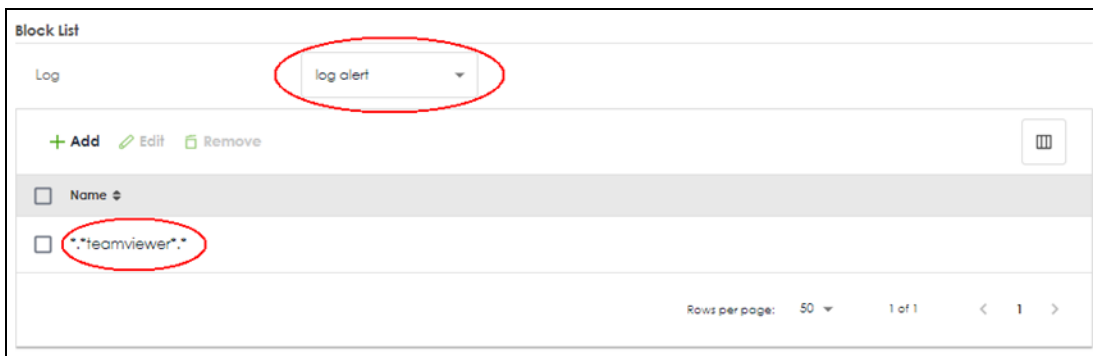 Block List
Log log alert
Add Edit Remove
Name
*.*teamviewer*.*
Rows per page: 50 1 of 1 < 1 >